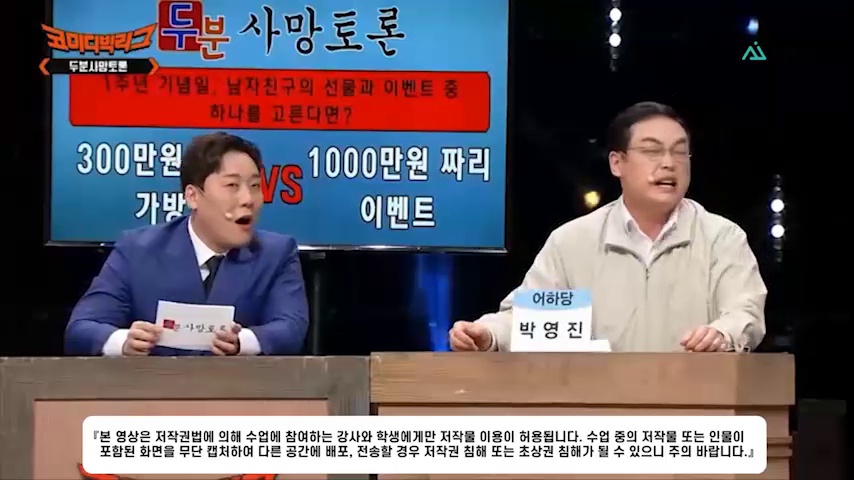 코미디빅리그
두분사망토론
두분 사망토론
1주년 기념일, 남자친구의 선물과 이벤트 중
하나를 고른다면?
300만원
가방
VS
1000만원 짜리
이벤트
어하당
박영진
두분사망토론
『본 영상은 저작권법에 의해 수업에 참여하는 강사와 학생에게만 저작물 이용이 허용됩니다. 수업 중의 저작물 또는 인물이
포함된 화면을 무단 캡처하여 다른 공간에 배포, 전송할 경우 저작권 침해 또는 초상권 침해가 될 수 있으니 주의 바랍니다.』